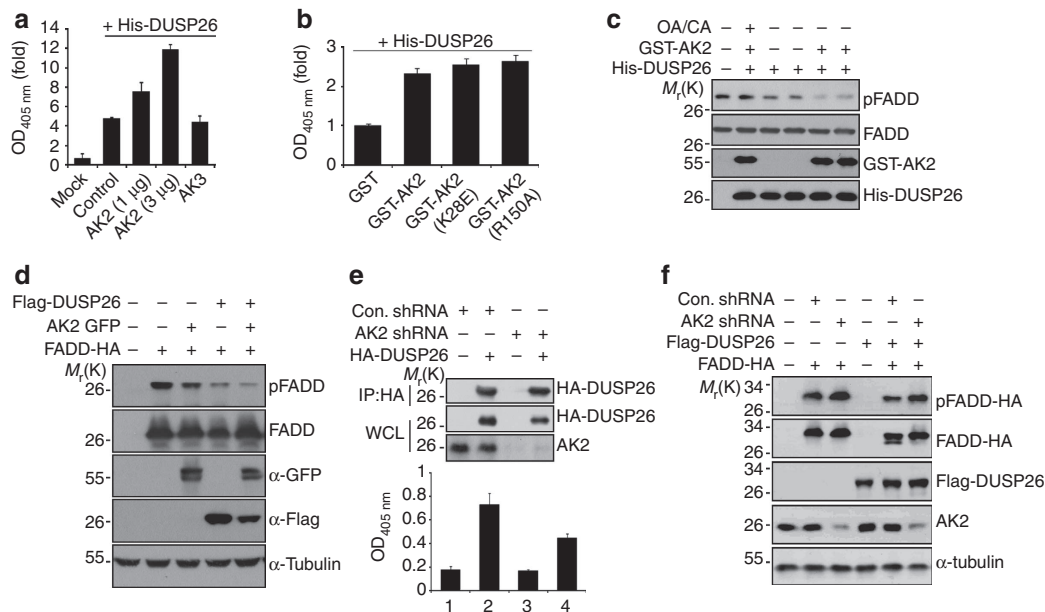 a
+ His-DUSP26
OD405 nm (fold)
14
12
10
8
6
4
2
0
Mock
Control
AK2 (1 µg)
AK2 (3 µg)
AK3
b
+ His-DUSP26
OD405 nm (fold)
3
2
1
0
GST
GST-AK2
GST-AK2 (K28E)
GST-AK2 (R150A)
c
OA/CA – + – – – –
GST-AK2 – + – – + +
His-DUSP26 – + + + + +
Mr(K)
26- pFADD
26- FADD
55- GST-AK2
26- His-DUSP26
d
Flag-DUSP26 – – – + +
AK2 GFP – – + – +
FADD-HA – + + + +
Mr(K)
26- pFADD
26- FADD
55- α-GFP
26- α-Flag
55- α-Tubulin
e
Con. shRNA + + – –
AK2 shRNA – – + +
HA-DUSP26 – + – +
Mr(K)
IP:HA 26- HA-DUSP26
WCL 26- HA-DUSP26
26- AK2
OD405 nm
1
0.8
0.6
0.4
0.2
0
1 2 3 4
f
Con. shRNA – + – – + –
AK2 shRNA – – + – – +
Flag-DUSP26 – – – + + +
FADD-HA – + + – + +
Mr(K)
34-
26- pFADD-HA
34-
26- FADD-HA
34-
26- Flag-DUSP26
26- AK2
55- α-tubulin